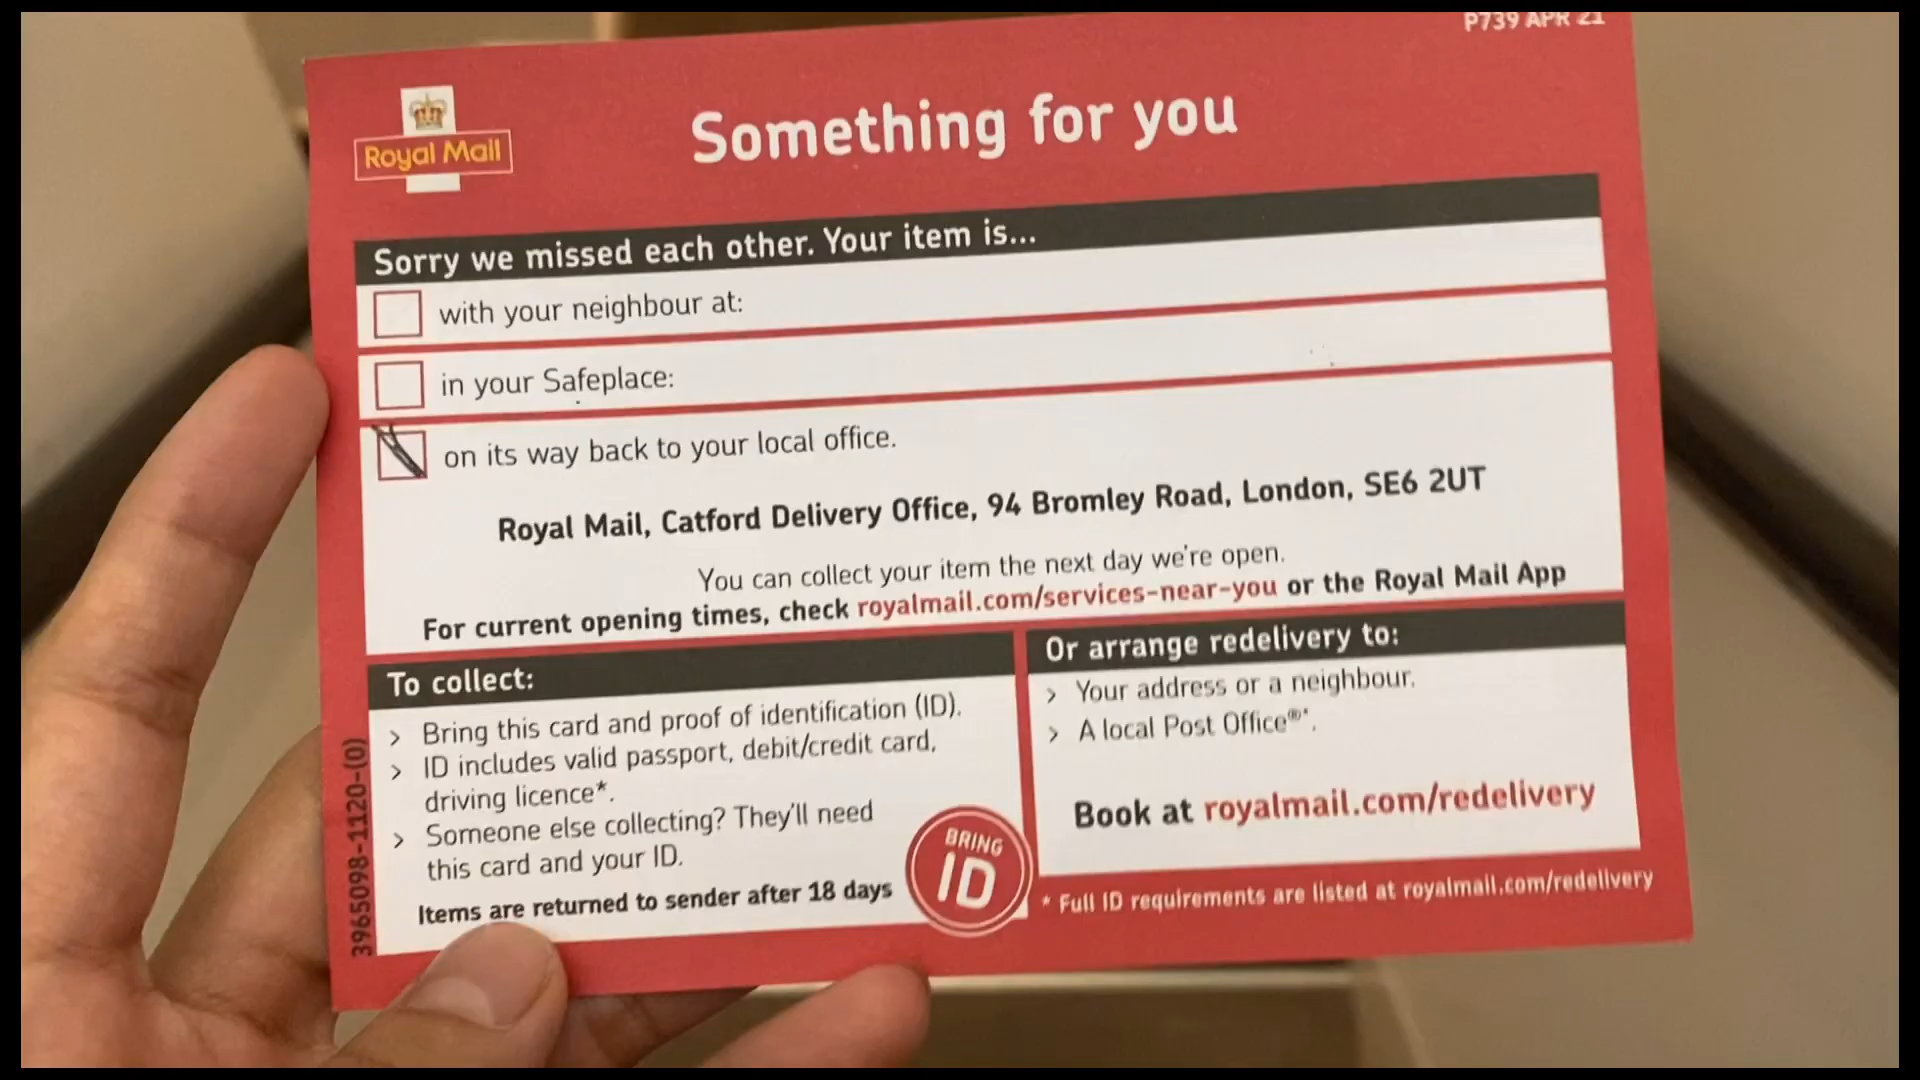 P739 APR 21
Royal Mail
Something for you
Sorry we missed each other. Your item is...
with your neighbour at:
in your Safeplace:
on its way back to your local office.
Royal Mail, Catford Delivery Office, 94 Bromley Road, London, SE6 2UT
You can collect your item the next day we're open.
For current opening times, check royalmail.com/services-near-you or the Royal Mail App
To collect:
> Bring this card and proof of identification (ID).
> ID includes valid passport, debit/credit card,
driving licence*.
> Someone else collecting? They'll need
this card and your ID.
Items are returned to sender after 18 days
BRING
ID
Or arrange redelivery to:
> Your address or a neighbour.
> A local Post Office®*.
Book at royalmail.com/redelivery
* Full ID requirements are listed at royalmail.com/redelivery
3965098-1120-(0)